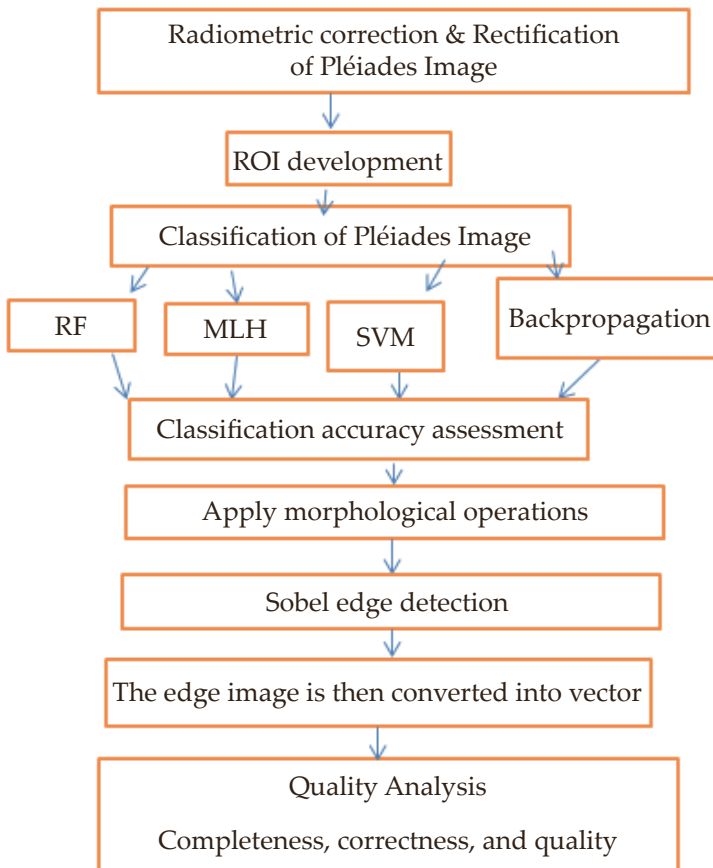 Radiometric correction & Rectification
of Pléiades Image
ROI development
Classification of Pléiades Image
RF
MLH
SVM
Backpropagation
Classification accuracy assessment
Apply morphological operations
Sobel edge detection
The edge image is then converted into vector
Quality Analysis
Completeness, correctness, and quality